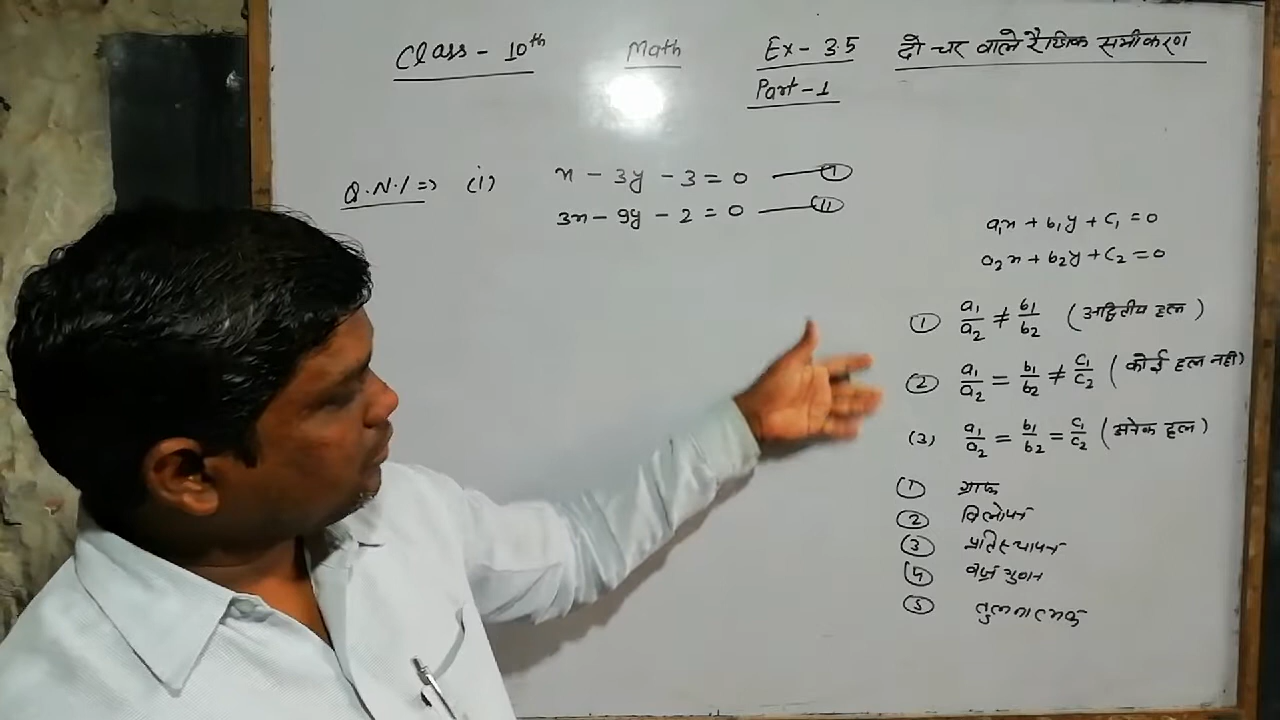 Class - 10th Math Ex - 3.5 दो चर वाले रैखिक समीकरण
Part - 1
Q.N.1 => (i) x - 3y - 3 = 0 — (I)
3x - 9y - 2 = 0 — (II)
a₁x + b₁y + c₁ = 0
a₂x + b₂y + c₂ = 0
① a₁/a₂ ≠ b₁/b₂ (अद्वितीय हल)
② a₁/a₂ = b₁/b₂ ≠ c₁/c₂ (कोई हल नहीं)
(3) a₁/a₂ = b₁/b₂ = c₁/c₂ (अनेक हल)
① ग्राफ
② विलोपन
③ प्रतिस्थापन
④ वज्र गुणन
⑤ तुलनात्मक